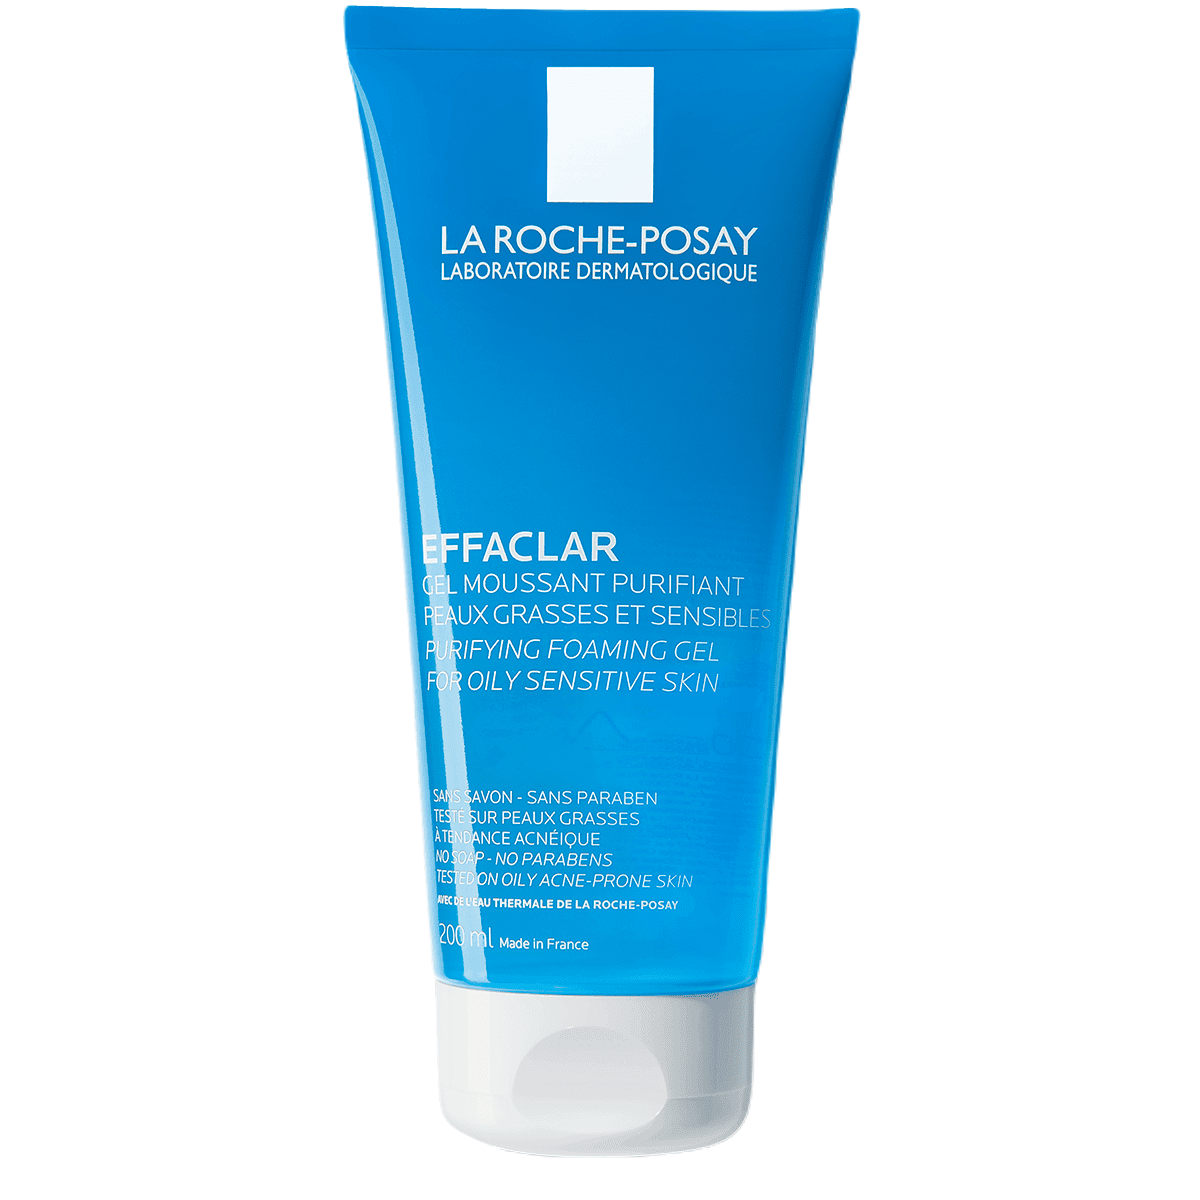 LA ROCHE-POSAY
LABORATOIRE DERMATOLOGIQUE
EFFACLAR
GEL MOUSSANT PURIFIANT
PEAUX GRASSES ET SENSIBLES
PURIFYING FOAMING GEL
FOR OILY SENSITIVE SKIN
SANS SAVON - SANS PARABEN
TESTÉ SUR PEAUX GRASSES
À TENDANCE ACNÉIQUE
NO SOAP - NO PARABENS
TESTED ON OILY ACNE-PRONE SKIN
AVEC DE L'EAU THERMALE DE LA ROCHE-POSAY
200 ml Made in France